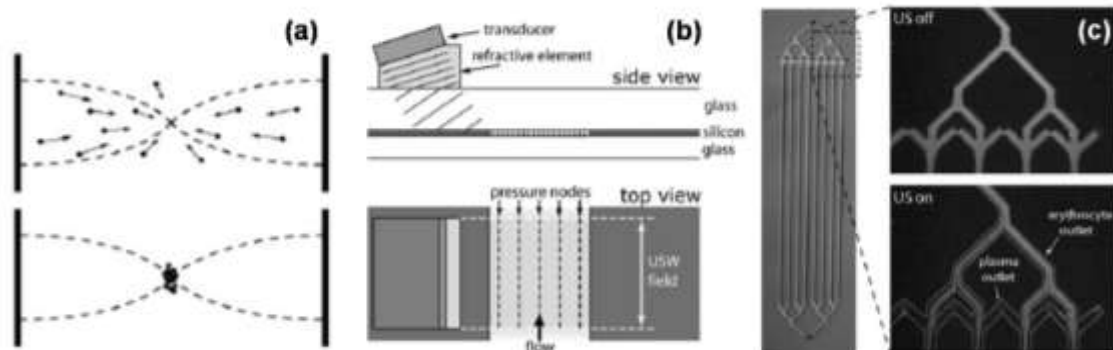 (a)
(b)
transducer
refractive element
side view
glass
silicon
glass
pressure nodes
top view
USW
field
flow
(c)
US off
US on
erythrocyte
outlet
plasma
outlet